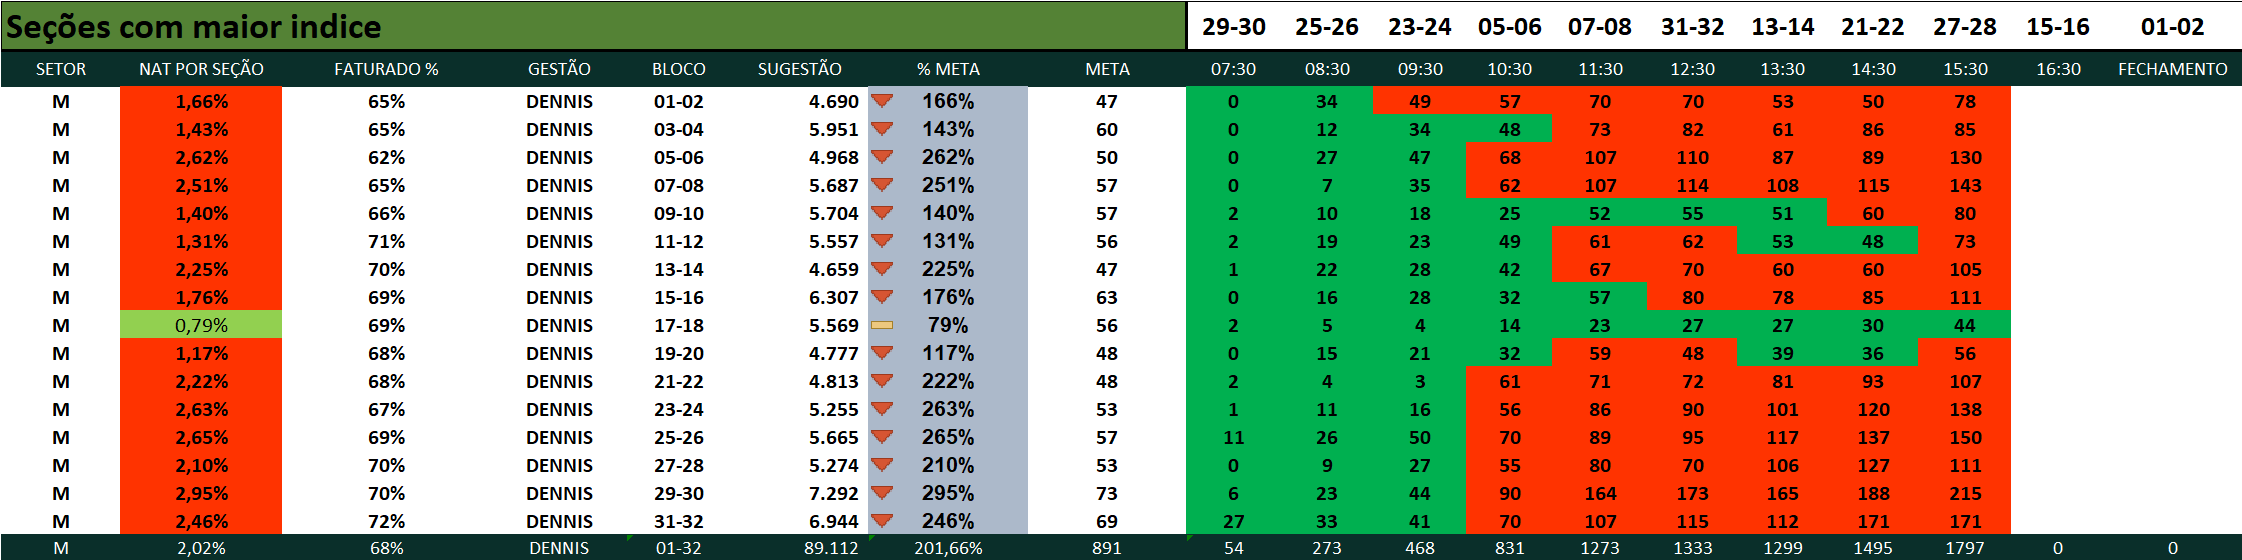 Seções com maior indice 29-30 25-26 23-24 05-06 07-08 31-32 13-14 21-22 27-28 15-16 01-02
SETOR NAT POR SEÇÃO FATURADO % GESTÃO BLOCO SUGESTÃO % META META 07:30 08:30 09:30 10:30 11:30 12:30 13:30 14:30 15:30 16:30 FECHAMENTO
M 1,66% 65% DENNIS 01-02 4.690 166% 47 0 34 49 57 70 70 53 50 78
M 1,43% 65% DENNIS 03-04 5.951 143% 60 0 12 34 48 73 82 61 86 85
M 2,62% 62% DENNIS 05-06 4.968 262% 50 0 27 47 68 107 110 87 89 130
M 2,51% 65% DENNIS 07-08 5.687 251% 57 0 7 35 62 107 114 108 115 143
M 1,40% 66% DENNIS 09-10 5.704 140% 57 2 10 18 25 52 55 51 60 80
M 1,31% 71% DENNIS 11-12 5.557 131% 56 2 19 23 49 61 62 53 48 73
M 2,25% 70% DENNIS 13-14 4.659 225% 47 1 22 28 42 67 70 60 60 105
M 1,76% 69% DENNIS 15-16 6.307 176% 63 0 16 28 32 57 80 78 85 111
M 0,79% 69% DENNIS 17-18 5.569 79% 56 2 5 4 14 23 27 27 30 44
M 1,17% 68% DENNIS 19-20 4.777 117% 48 0 15 21 32 59 48 39 36 56
M 2,22% 68% DENNIS 21-22 4.813 222% 48 2 4 3 61 71 72 81 93 107
M 2,63% 67% DENNIS 23-24 5.255 263% 53 1 11 16 56 86 90 101 120 138
M 2,65% 69% DENNIS 25-26 5.665 265% 57 11 26 50 70 89 95 117 137 150
M 2,10% 70% DENNIS 27-28 5.274 210% 53 0 9 27 55 80 70 106 127 111
M 2,95% 70% DENNIS 29-30 7.292 295% 73 6 23 44 90 164 173 165 188 215
M 2,46% 72% DENNIS 31-32 6.944 246% 69 27 33 41 70 107 115 112 171 171
M 2,02% 68% DENNIS 01-32 89.112 201,66% 891 54 273 468 831 1273 1333 1299 1495 1797 0 0